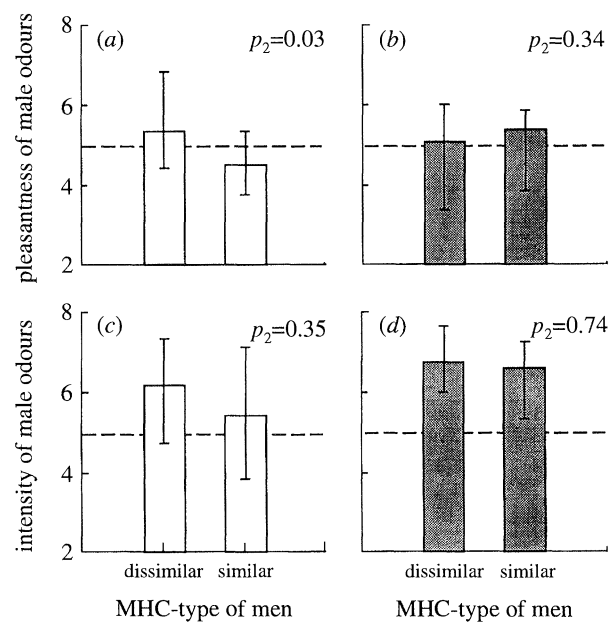 8
6
4
2
pleasantness of male odours
(a)
p₂=0.03
(b)
p₂=0.34
8
6
4
2
intensity of male odours
(c)
p₂=0.35
(d)
p₂=0.74
dissimilar similar
dissimilar similar
MHC-type of men
MHC-type of men